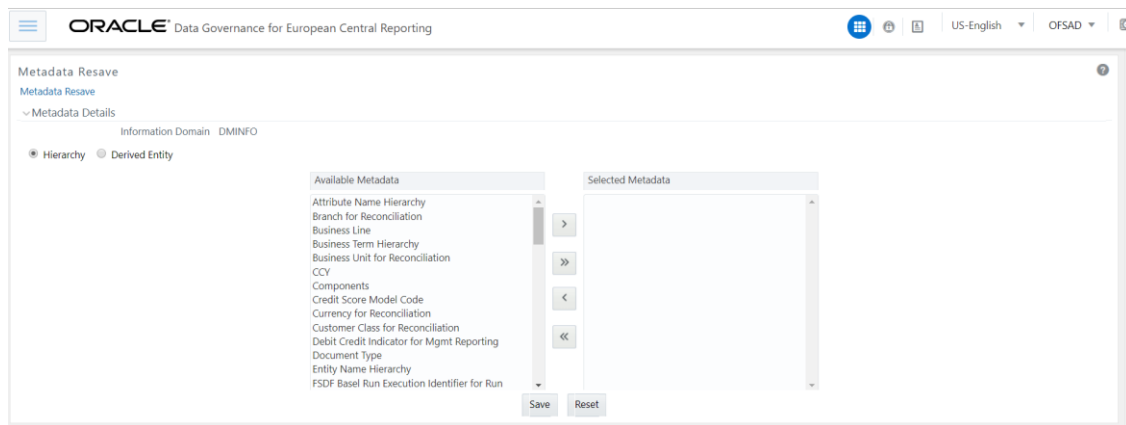 ORACLE® Data Governance for European Central Reporting
US-English
OFSAD
Metadata Resave
Metadata Resave
Metadata Details
Information Domain DMINFO
Hierarchy Derived Entity
Available Metadata
Selected Metadata
Attribute Name Hierarchy
Branch for Reconciliation
Business Line
Business Term Hierarchy
Business Unit for Reconciliation
CCY
Components
Credit Score Model Code
Currency for Reconciliation
Customer Class for Reconciliation
Debit Credit Indicator for Mgmt Reporting
Document Type
Entity Name Hierarchy
FSDF Basel Run Execution Identifier for Run
Save Reset